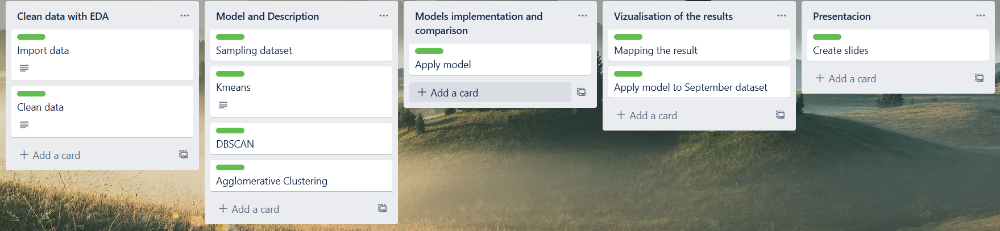 Clean data with EDA
Import data
Clean data
Add a card
Model and Description
Sampling dataset
Kmeans
DBSCAN
Agglomerative Clustering
Add a card
Models implementation and
comparison
Apply model
Add a card
Vizualisation of the results
Mapping the result
Apply model to September dataset
Add a card
Presentacion
Create slides
Add a card